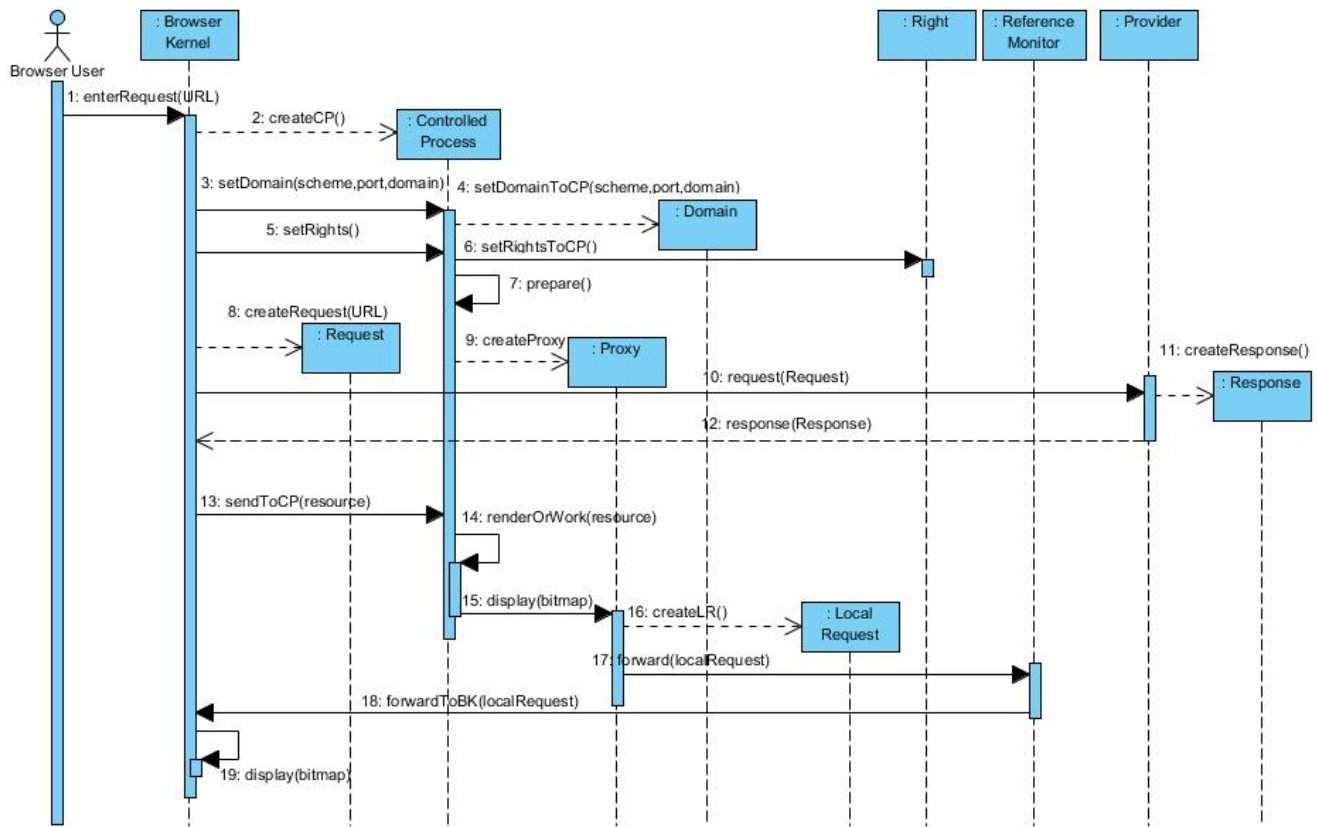 : Browser
Kernel
: Right
: Reference
Monitor
: Provider
Browser User
1: enterRequest(URL)
2: createCP()
: Controlled
Process
3: setDomain(scheme,port,domain)
4: setDomainToCP(scheme,port,domain)
: Domain
5: setRights()
6: setRightsToCP()
7: prepare()
8: createRequest(URL)
: Request
9: createProxy
: Proxy
10: request(Request)
11: createResponse()
: Response
12: response(Response)
13: sendToCP(resource)
14: renderOrWork(resource)
15: display(bitmap)
16: createLR()
: Local
Request
17: forward(localRequest)
18: forwardToBK(localRequest)
19: display(bitmap)